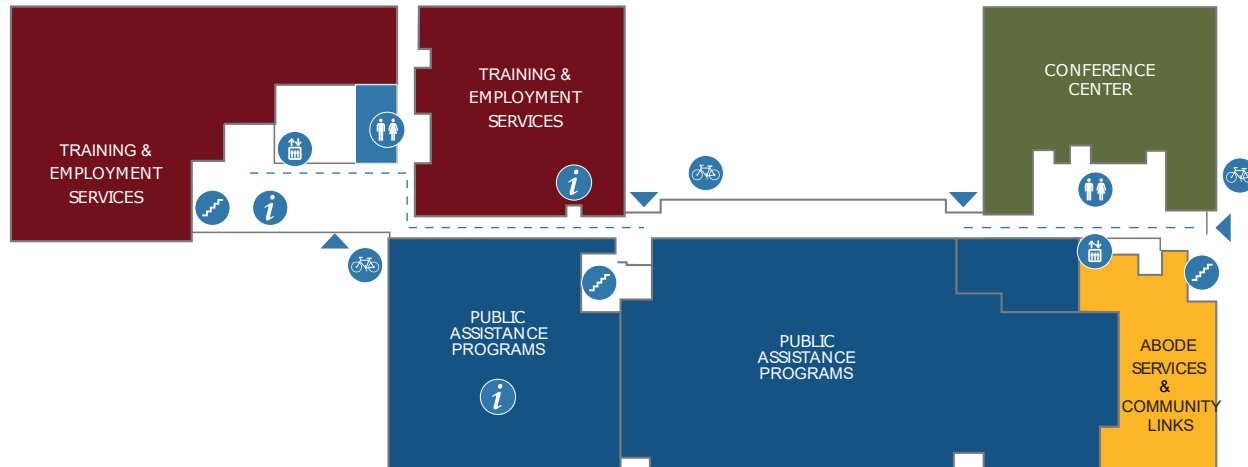 TRAINING &
EMPLOYMENT
SERVICES
TRAINING &
EMPLOYMENT
SERVICES
i
i
CONFERENCE
CENTER
PUBLIC
ASSISTANCE
PROGRAMS
i
PUBLIC
ASSISTANCE
PROGRAMS
ABODE
SERVICES
&
COMMUNITY
LINKS